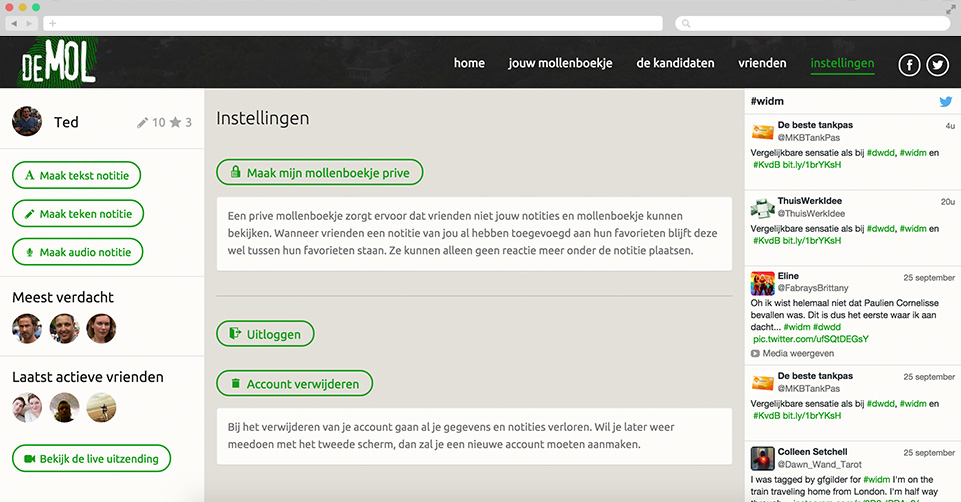 DE MOL
home jouw mollenboekje de kandidaten vrienden instellingen
Ted 10 3
Maak tekst notitie
Maak teken notitie
Maak audio notitie
Meest verdacht
Laatst actieve vrienden
Bekijk de live uitzending
Instellingen
Maak mijn mollenboekje prive
Een prive mollenboekje zorgt ervoor dat vrienden niet jouw notities en mollenboekje kunnen
bekijken. Wanneer vrienden een notitie van jou al hebben toegevoegd aan hun favorieten blijft deze
wel tussen hun favorieten staan. Ze kunnen alleen geen reactie meer onder de notitie plaatsen.
Uitloggen
Account verwijderen
Bij het verwijderen van je account gaan al je gegevens en notities verloren. Wil je later weer
meedoen met het tweede scherm, dan zal je een nieuwe account moeten aanmaken.
#widm
De beste tankpas 4u
@MKBTankPas
Vergelijkbare sensatie als bij #dwdd, #widm en
#KvdB bit.ly/1brYKsH
ThuisWerkIdee 20u
@ThuisWerkIdee
Vergelijkbare sensatie als bij #dwdd, #widm en
#KvdB bit.ly/1brYKsH
Eline 25 september
@FabraysBrittany
Oh ik wist helemaal niet dat Paulien Cornelisse
bevallen was. Dit is dus het eerste waar ik aan
dacht... #widm #dwdd
pic.twitter.com/ufSQtDEGsY
Media weergeven
De beste tankpas 25 september
@MKBTankPas
Vergelijkbare sensatie als bij #dwdd, #widm en
#KvdB bit.ly/1brYKsH
Colleen Setchell 25 september
@Dawn_Wand_Tarot
I was tagged by gfgilder for #widm I'm on the
train traveling home from London. I'm half way